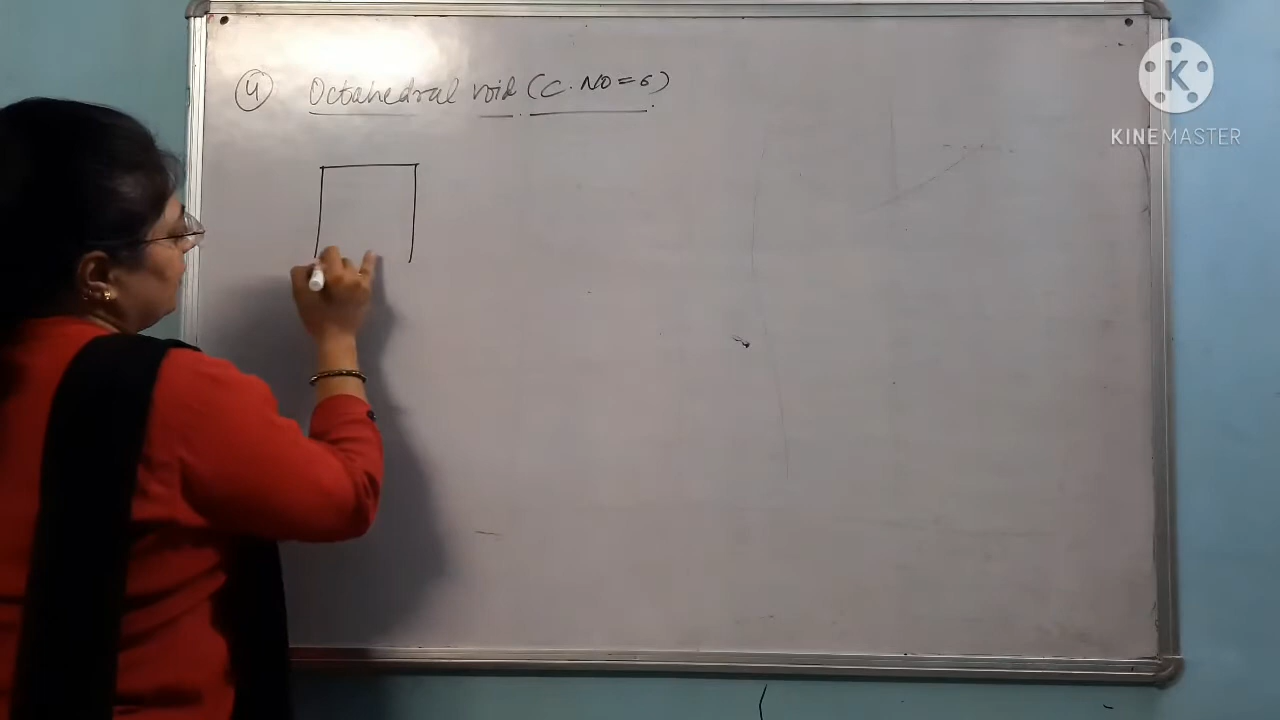 ④ Octahedral void (C.NO=6)
K
KINEMASTER